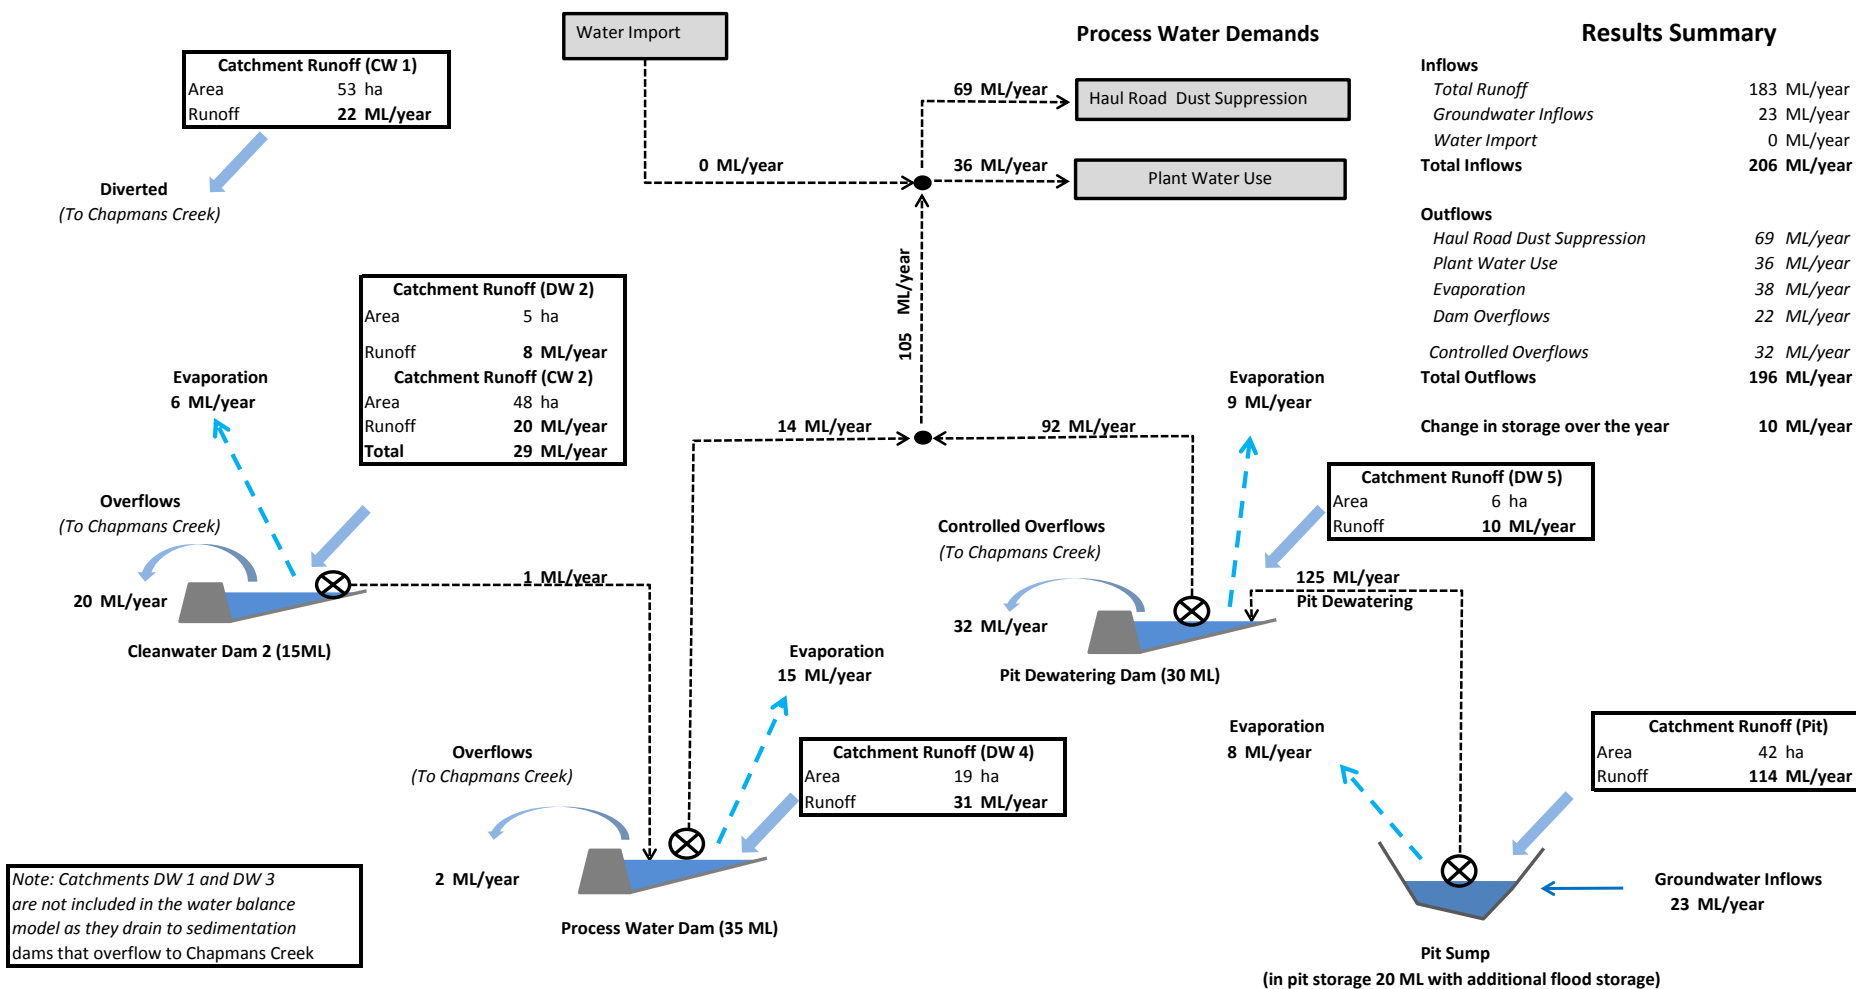 Water Import
Process Water Demands
Results Summary
Catchment Runoff (CW 1)
Area 53 ha
Runoff 22 ML/year
Diverted
(To Chapmans Creek)
69 ML/year
Haul Road Dust Suppression
0 ML/year
36 ML/year
Plant Water Use
105 ML/year
Inflows
Total Runoff 183 ML/year
Groundwater Inflows 23 ML/year
Water Import 0 ML/year
Total Inflows 206 ML/year
Outflows
Haul Road Dust Suppression 69 ML/year
Plant Water Use 36 ML/year
Evaporation 38 ML/year
Dam Overflows 22 ML/year
Controlled Overflows 32 ML/year
Total Outflows 196 ML/year
Change in storage over the year 10 ML/year
Catchment Runoff (DW 2)
Area 5 ha
Runoff 8 ML/year
Catchment Runoff (CW 2)
Area 48 ha
Runoff 20 ML/year
Total 29 ML/year
Evaporation
6 ML/year
Overflows
(To Chapmans Creek)
20 ML/year
Cleanwater Dam 2 (15ML)
1 ML/year
14 ML/year
92 ML/year
Evaporation
9 ML/year
Catchment Runoff (DW 5)
Area 6 ha
Runoff 10 ML/year
Controlled Overflows
(To Chapmans Creek)
32 ML/year
Pit Dewatering Dam (30 ML)
125 ML/year
Pit Dewatering
Evaporation
15 ML/year
Overflows
(To Chapmans Creek)
2 ML/year
Catchment Runoff (DW 4)
Area 19 ha
Runoff 31 ML/year
Process Water Dam (35 ML)
Evaporation
8 ML/year
Catchment Runoff (Pit)
Area 42 ha
Runoff 114 ML/year
Groundwater Inflows
23 ML/year
Pit Sump
(in pit storage 20 ML with additional flood storage)
Note: Catchments DW 1 and DW 3
are not included in the water balance
model as they drain to sedimentation
dams that overflow to Chapmans Creek